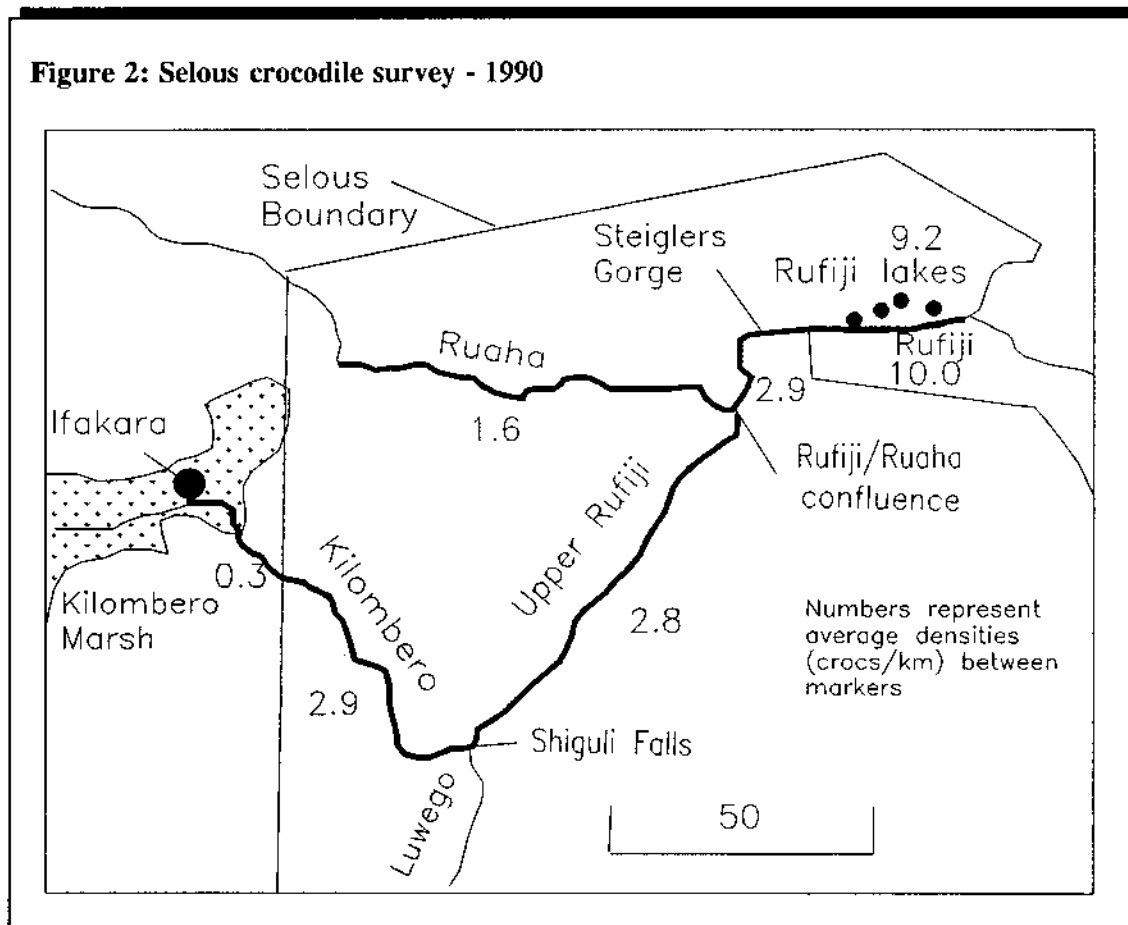 Figure 2: Selous crocodile survey - 1990
Selous
Boundary
Steiglers
Gorge
9.2
Rufiji lakes
Ruaha
Rufiji
10.0
2.9
1.6
Ifakara
Rufiji/Ruaha
confluence
Upper Rufiji
Kilombero
0.3
Kilombero
Marsh
2.8
Numbers represent
average densities
(crocs/km) between
markers
2.9
Shiguli Falls
Luwego
50